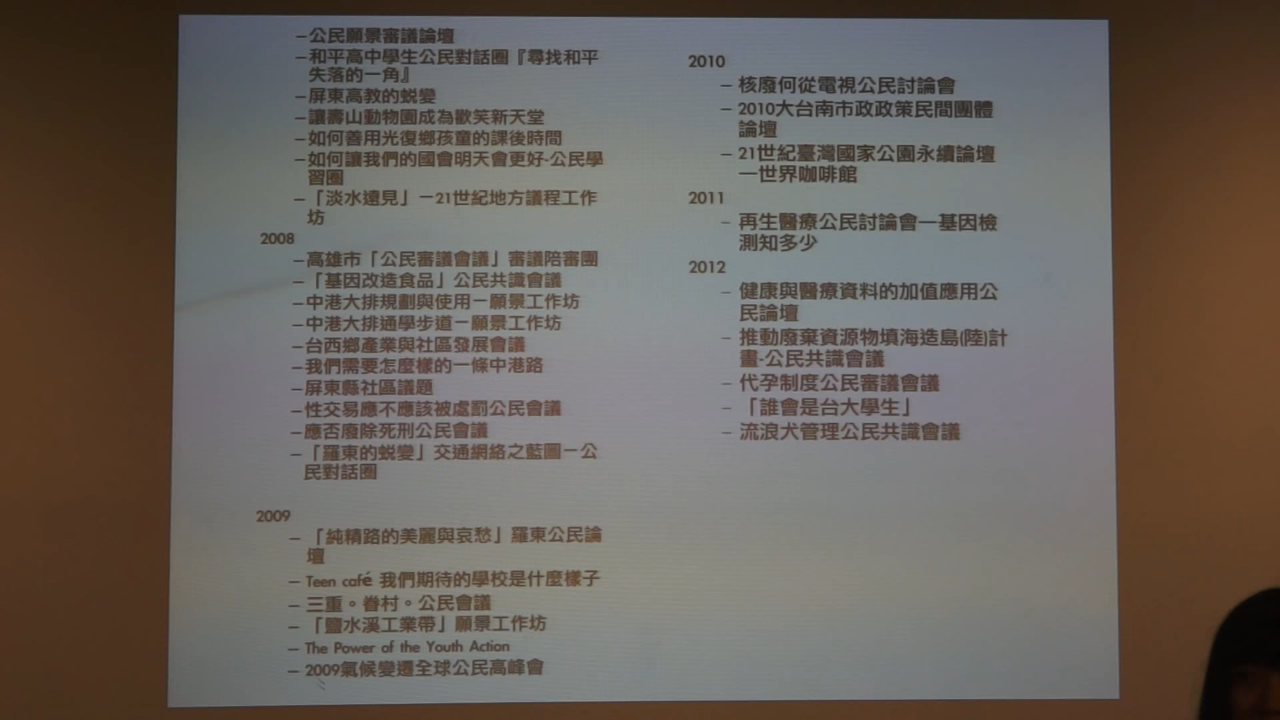 –公民願景審議論壇
–和平高中學生公民對話圈『尋找和平
失落的一角』
–屏東高教的蛻變
–讓壽山動物園成為歡笑新天堂
–如何善用光復鄉孩童的課後時間
–如何讓我們的國會明天會更好-公民學
習圈
–「淡水遠見」－21世紀地方議程工作
坊
2008
–高雄市「公民審議會議」審議陪審團
–「基因改造食品」公民共識會議
–中港大排規劃與使用－願景工作坊
–中港大排通學步道－願景工作坊
–台西鄉產業與社區發展會議
–我們需要怎麼樣的一條中港路
–屏東縣社區議題
–性交易應不應該被處罰公民會議
–應否廢除死刑公民會議
–「羅東的蛻變」交通網絡之藍圖－公
民對話圈
2009
–「純精路的美麗與哀愁」羅東公民論
壇
– Teen café 我們期待的學校是什麼樣子
– 三重。眷村。公民會議
–「鹽水溪工業帶」願景工作坊
– The Power of the Youth Action
– 2009氣候變遷全球公民高峰會
2010
– 核廢何從電視公民討論會
– 2010大台南市政政策民間團體
論壇
– 21世紀臺灣國家公園永續論壇
—世界咖啡館
2011
– 再生醫療公民討論會—基因檢
測知多少
2012
– 健康與醫療資料的加值應用公
民論壇
– 推動廢棄資源物填海造島(陸)計
畫-公民共識會議
– 代孕制度公民審議會議
–「誰會是台大學生」
– 流浪犬管理公民共識會議